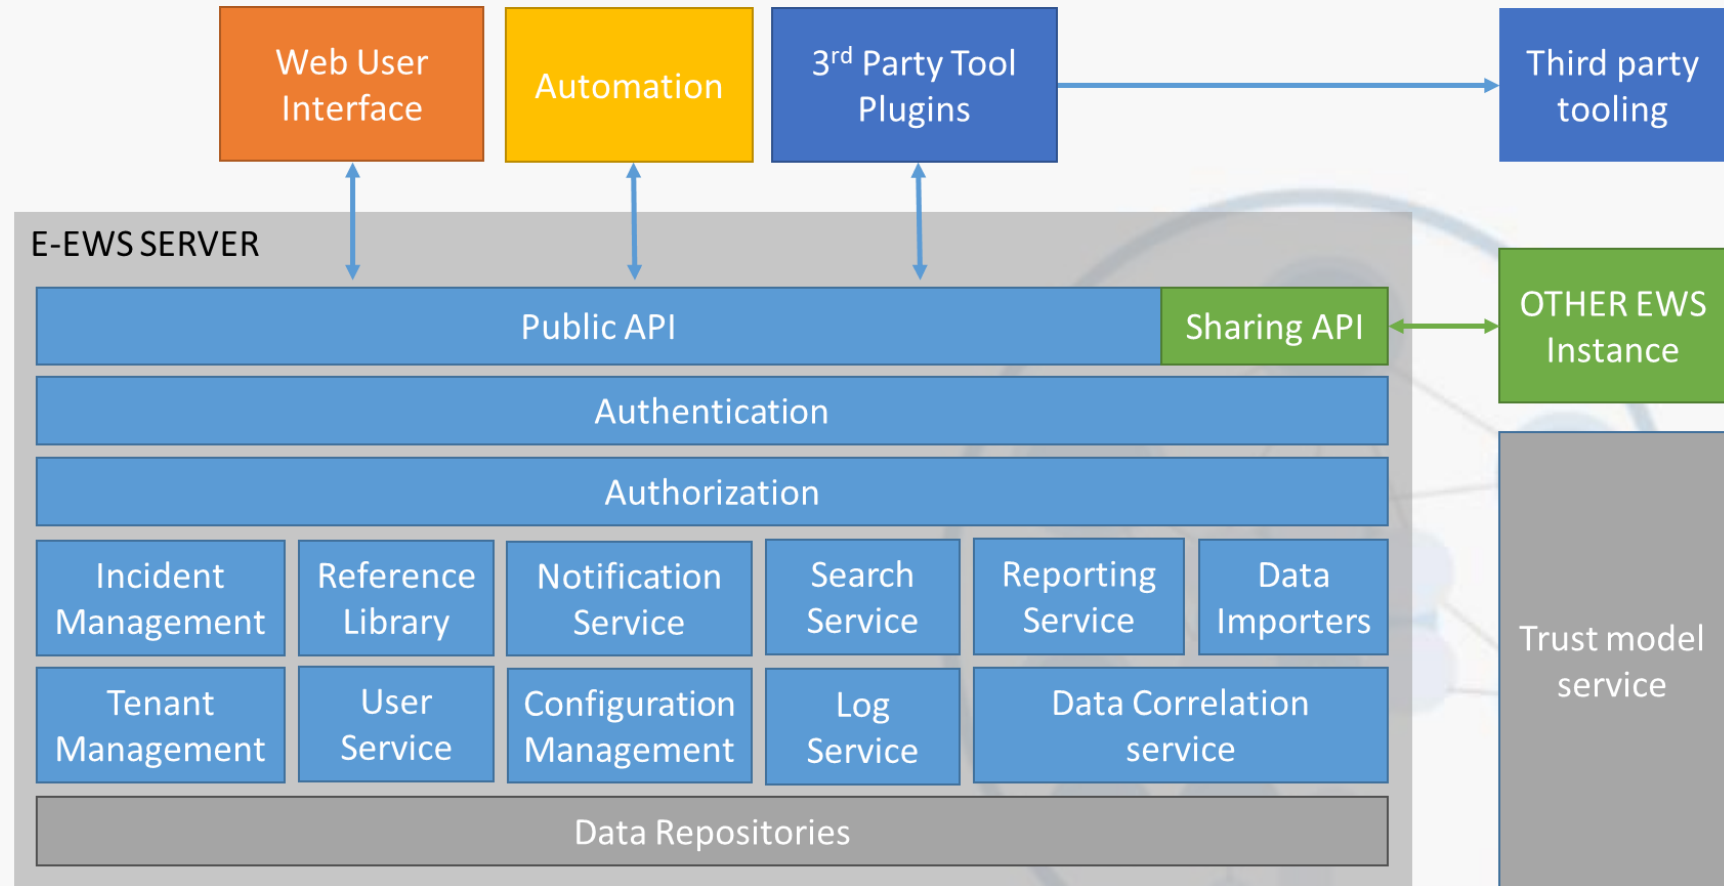 Web User
Interface
Automation
3rd Party Tool
Plugins
Third party
tooling
E-EWS SERVER
Public API
Sharing API
OTHER EWS
Instance
Authentication
Authorization
Incident
Management
Reference
Library
Notification
Service
Search
Service
Reporting
Service
Data
Importers
Trust model
service
Tenant
Management
User
Service
Configuration
Management
Log
Service
Data Correlation
service
Data Repositories